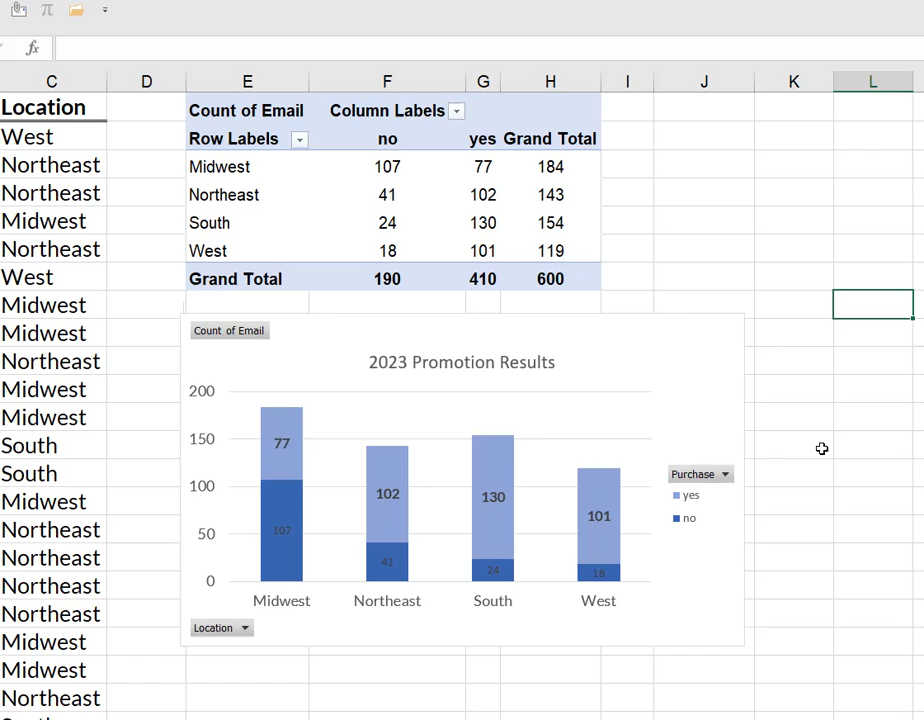 π
fx
C D E F G H I J K L
Location Count of Email Column Labels
West Row Labels no yes Grand Total
Northeast Midwest 107 77 184
Northeast Northeast 41 102 143
Midwest South 24 130 154
Northeast West 18 101 119
West Grand Total 190 410 600
Midwest
Midwest
Northeast
Midwest
Midwest
South
South
Midwest
Northeast
Northeast
Northeast
Northeast
Midwest
Midwest
Northeast
Count of Email
2023 Promotion Results
200
150
100
50
0
77
107
102
41
130
24
101
18
Midwest Northeast South West
Purchase
yes
no
Location